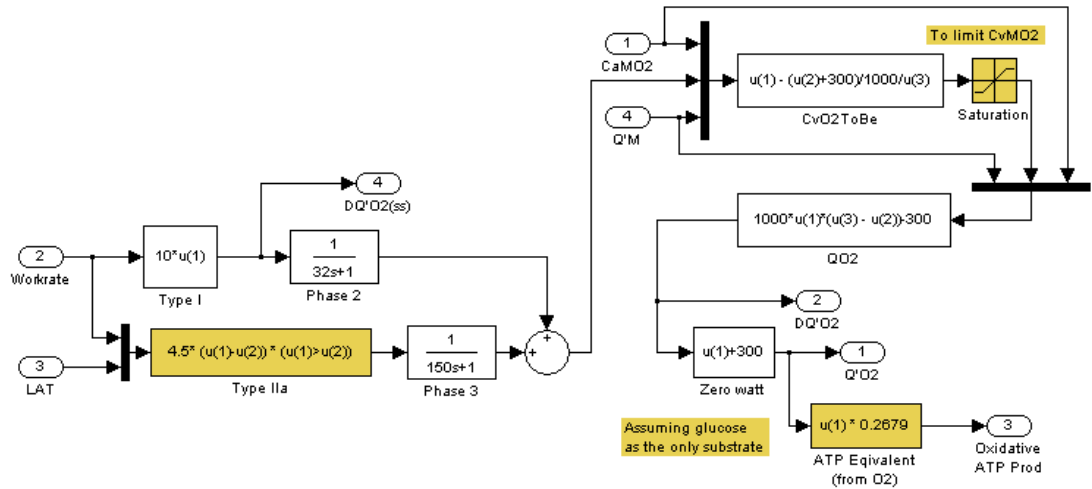 To limit CvMO2
1
CaMO2
u(1) - (u(2)+300)/1000/u(3)
CvO2ToBe
Saturation
4
Q'M
4
DQ'O2(ss)
1000*u(1)*(u(3) - u(2))-300
QO2
2
Workrate
10*u(1)
Type I
1
32s+1
Phase 2
+
+
2
DQ'O2
3
LAT
4.5* (u(1)-u(2)) * (u(1)>u(2))
Type IIa
1
150s+1
Phase 3
u(1)+300
Zero watt
1
Q'O2
Assuming glucose
as the only substrate
u(1) * 0.2679
ATP Eqivalent
(from O2)
3
Oxidative
ATP Prod